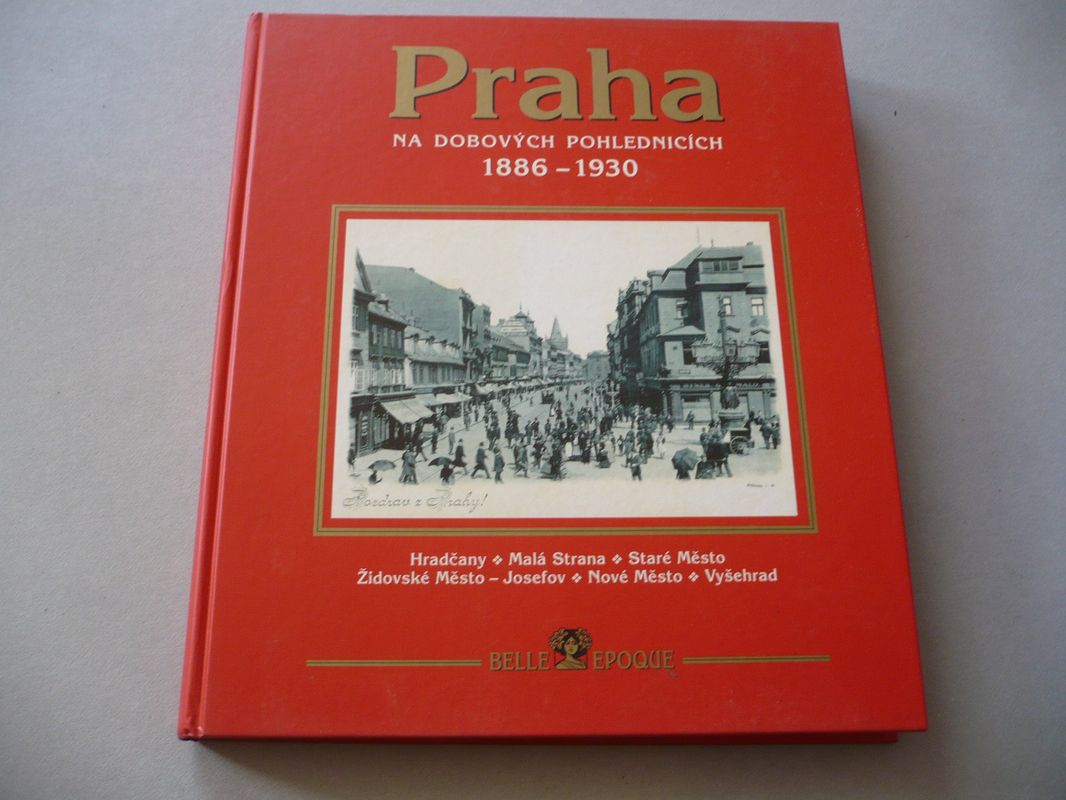 Praha
NA DOBOVÝCH POHLEDNICÍCH
1886 – 1930
Pozdrav z Prahy!
Hradčany ❖ Malá Strana ❖ Staré Město
Židovské Město – Josefov ❖ Nové Město ❖ Vyšehrad
BELLE EPOQUE